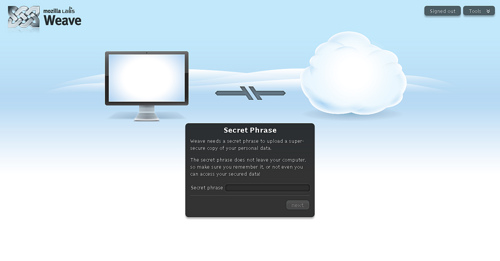 mozilla LABS
Weave
Signed out
Tools
Secret Phrase
Weave needs a secret phrase to upload a super-
secure copy of your personal data.
The secret phrase does not leave your computer,
so make sure you remember it, or not even you
can access your secured data!
Secret phrase